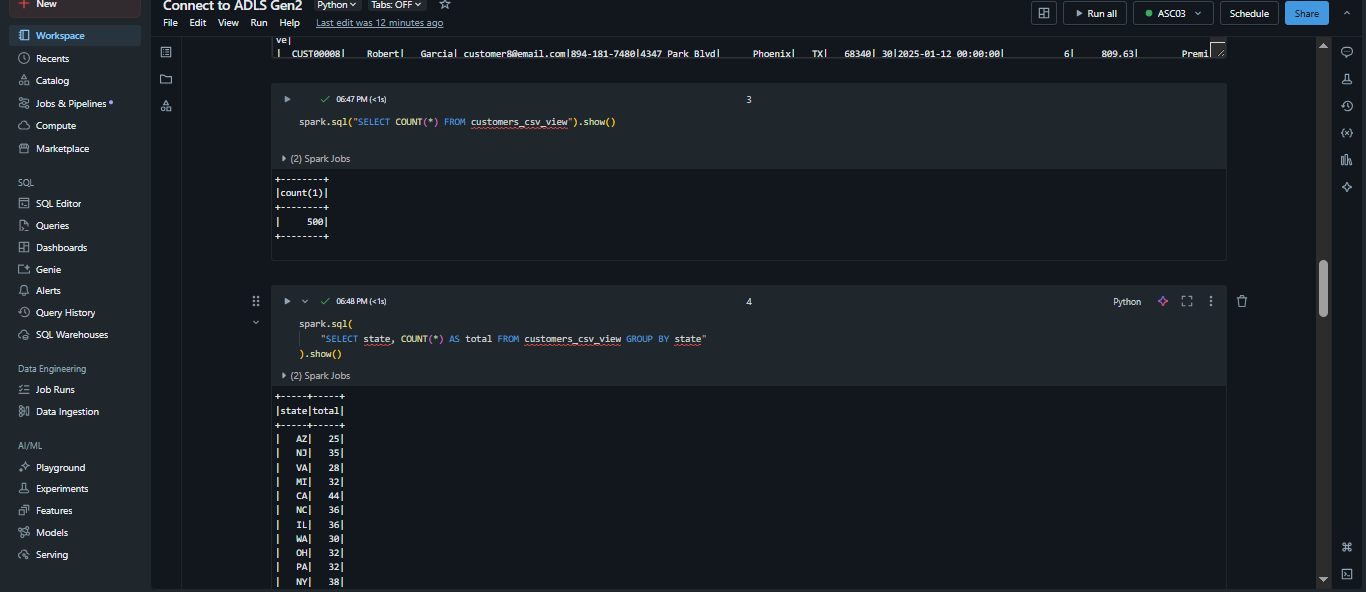 New
Workspace
Recents
Catalog
Jobs & Pipelines
Compute
Marketplace
SQL
SQL Editor
Queries
Dashboards
Genie
Alerts
Query History
SQL Warehouses
Data Engineering
Job Runs
Data Ingestion
AI/ML
Playground
Experiments
Features
Models
Serving
Connect to ADLS Gen2 Python Tabs: OFF
File Edit View Run Help Last edit was 12 minutes ago
Run all ASC03 Schedule Share
ve|
| CUST00008| Robert| Garcia| customer8@email.com|894-181-7480|4347 Park Blvd| Phoenix| TX| 68340| 30|2025-01-12 00:00:00| 6| 809.63| Premi
06:47 PM (<1s) 3
spark.sql("SELECT COUNT(*) FROM customers_csv_view").show()
(2) Spark Jobs
+--------+
|count(1)|
+--------+
| 500|
+--------+
06:48 PM (<1s) 4 Python
spark.sql(
"SELECT state, COUNT(*) AS total FROM customers_csv_view GROUP BY state"
).show()
(2) Spark Jobs
+-----+-----+
|state|total|
+-----+-----+
| AZ| 25|
| NJ| 35|
| VA| 28|
| MI| 32|
| CA| 44|
| NC| 36|
| IL| 36|
| WA| 30|
| OH| 32|
| PA| 32|
| NY| 38|